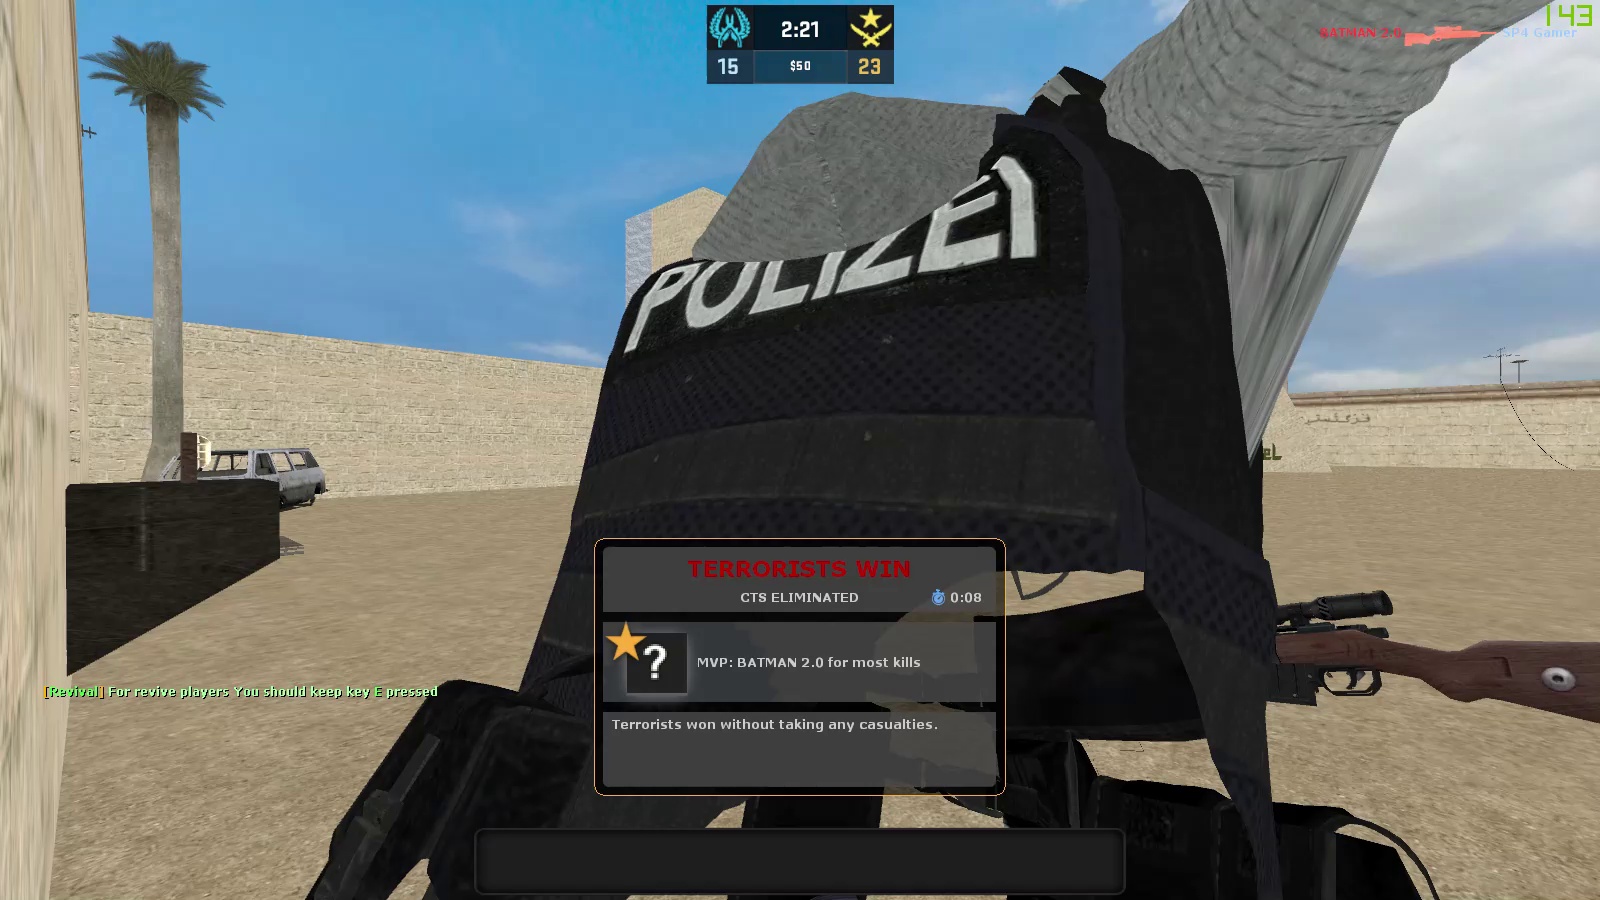 143
2:21
BATMAN 2.0 SP4 Gamer
15 $50 23
POLIZEI
TERRORISTS WIN
CTS ELIMINATED 0:08
?
MVP: BATMAN 2.0 for most kills
[Revival] For revive players You should keep key E pressed
Terrorists won without taking any casualties.